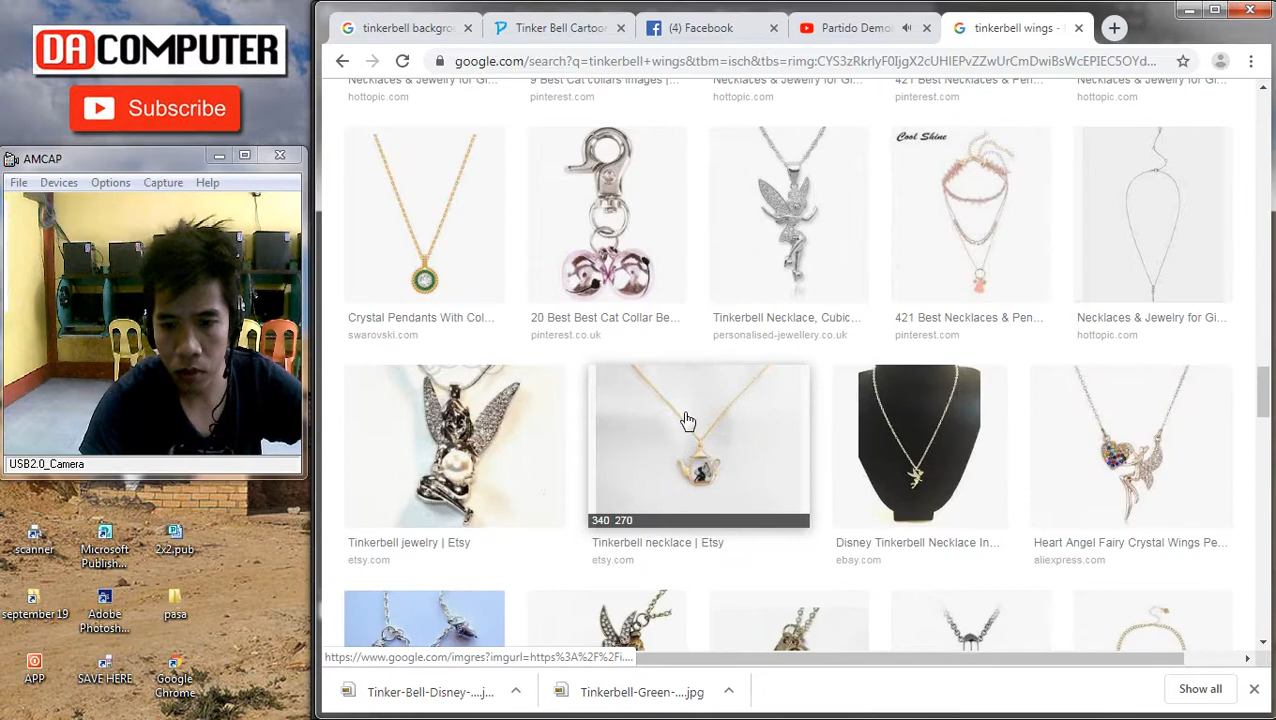 DACOMPUTER
Subscribe
AMCAP
File Devices Options Capture Help
USB2.0_Camera
scanner
Microsoft Publish...
2x2.pub
september 19
Adobe Photosh...
pasa
APP
SAVE HERE
Google Chrome
tinkerbell backgro
Tinker Bell Cartoo
(4) Facebook
Partido Demo
tinkerbell wings -
google.com/search?q=tinkerbell+wings&tbm=isch&chips=rimg:CYS3zRkrlyF0IjgX2cUHIEPvZZwUrCmDwiBsWcEPIEC5OYd...
Necklaces & Jewelry for Gi...
hottopic.com
9 Best Cat collars images | ...
pinterest.com
Necklaces & Jewelry for Gi...
hottopic.com
421 Best Necklaces & Pen...
pinterest.com
Necklaces & Jewelry for Gi...
hottopic.com
Cool Shine
Crystal Pendants With Col...
swarovski.com
20 Best Best Cat Collar Be...
pinterest.co.uk
Tinkerbell Necklace, Cubic...
personalised-jewellery.co.uk
421 Best Necklaces & Pen...
pinterest.com
Necklaces & Jewelry for Gi...
hottopic.com
340 270
Tinkerbell jewelry | Etsy
etsy.com
Tinkerbell necklace | Etsy
etsy.com
Disney Tinkerbell Necklace In...
ebay.com
Heart Angel Fairy Crystal Wings Pe...
aliexpress.com
https://www.google.com/imgres?imgurl=https%3A%2F%2Fi....
Tinker-Bell-Disney-....j...
Tinkerbell-Green-....jpg
Show all